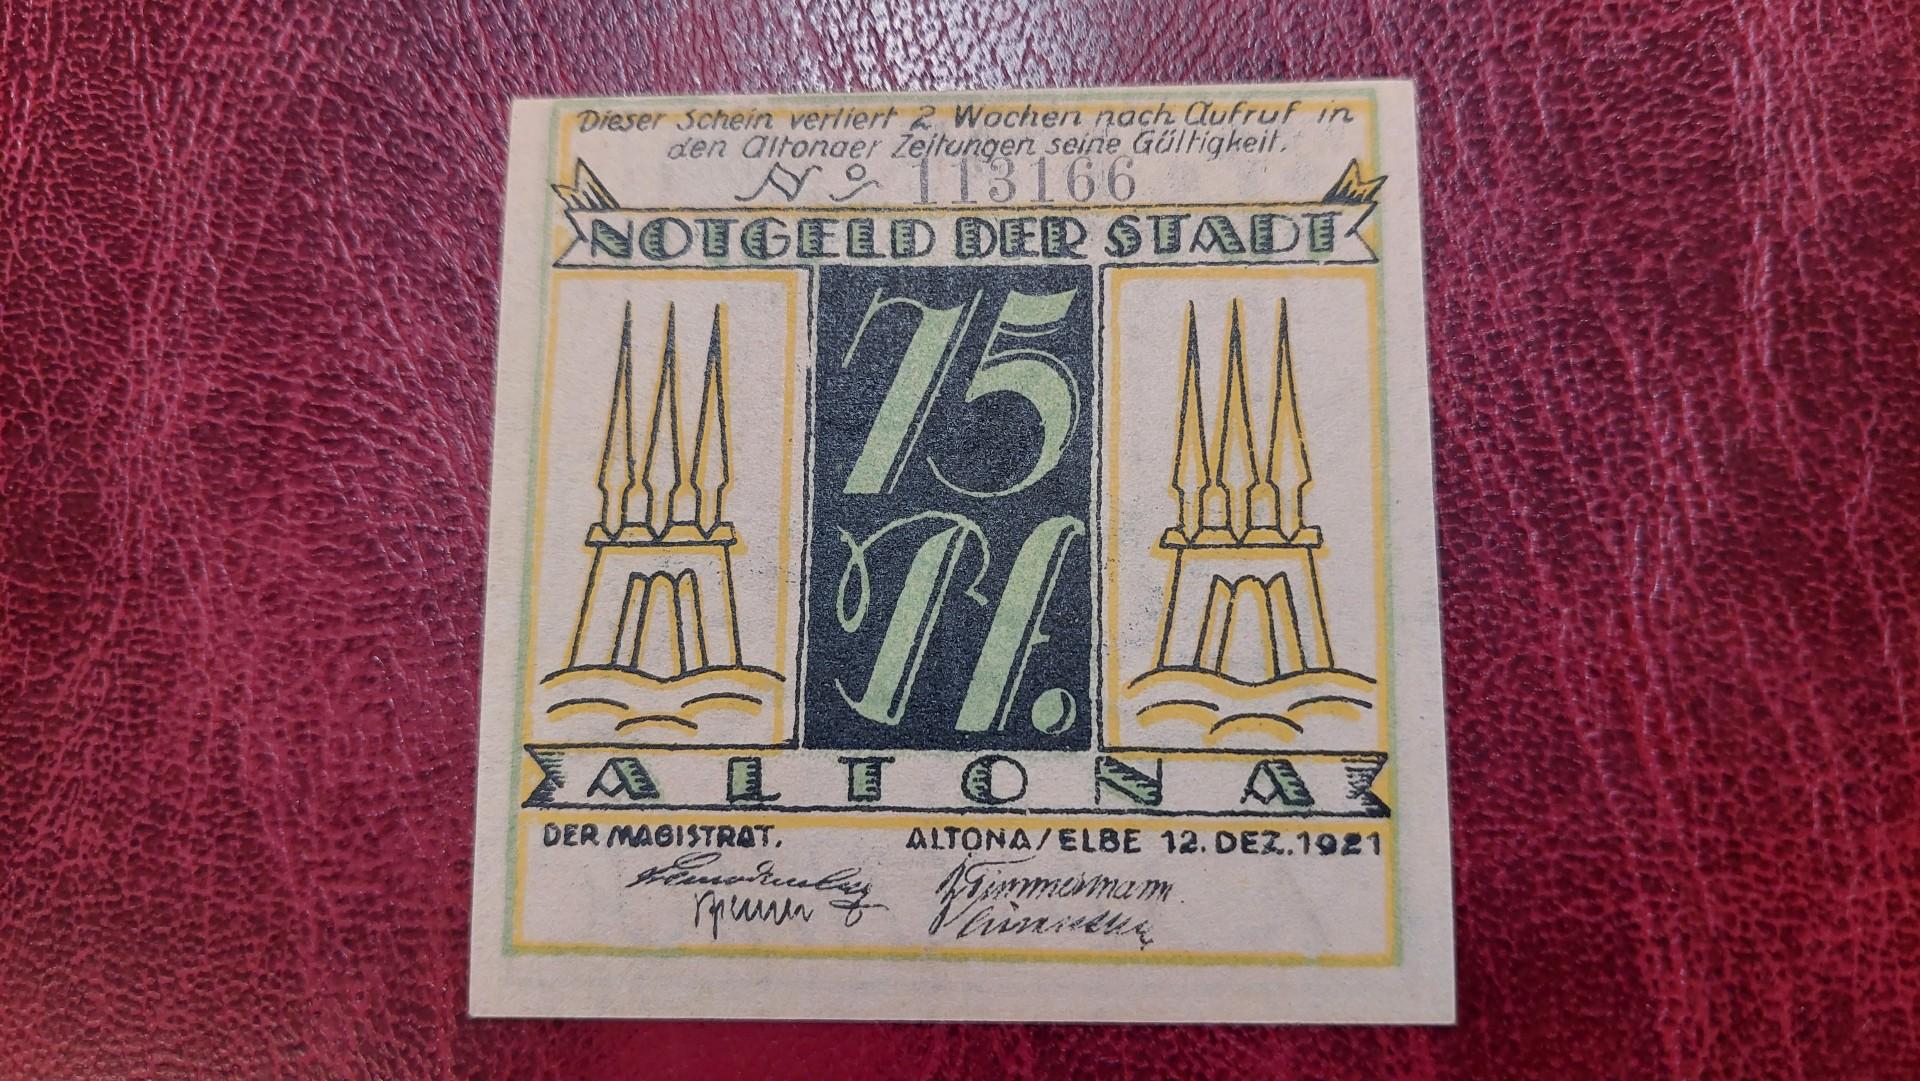 Dieser Schein verliert 2 Wochen nach Aufruf in
den Altonaer Zeitungen seine Gültigkeit.
No 113166
NOTGELD DER STADT
75
Pf.
ALTONA
DER MAGISTRAT. ALTONA/ELBE 12. DEZ. 1921
Zimmermann